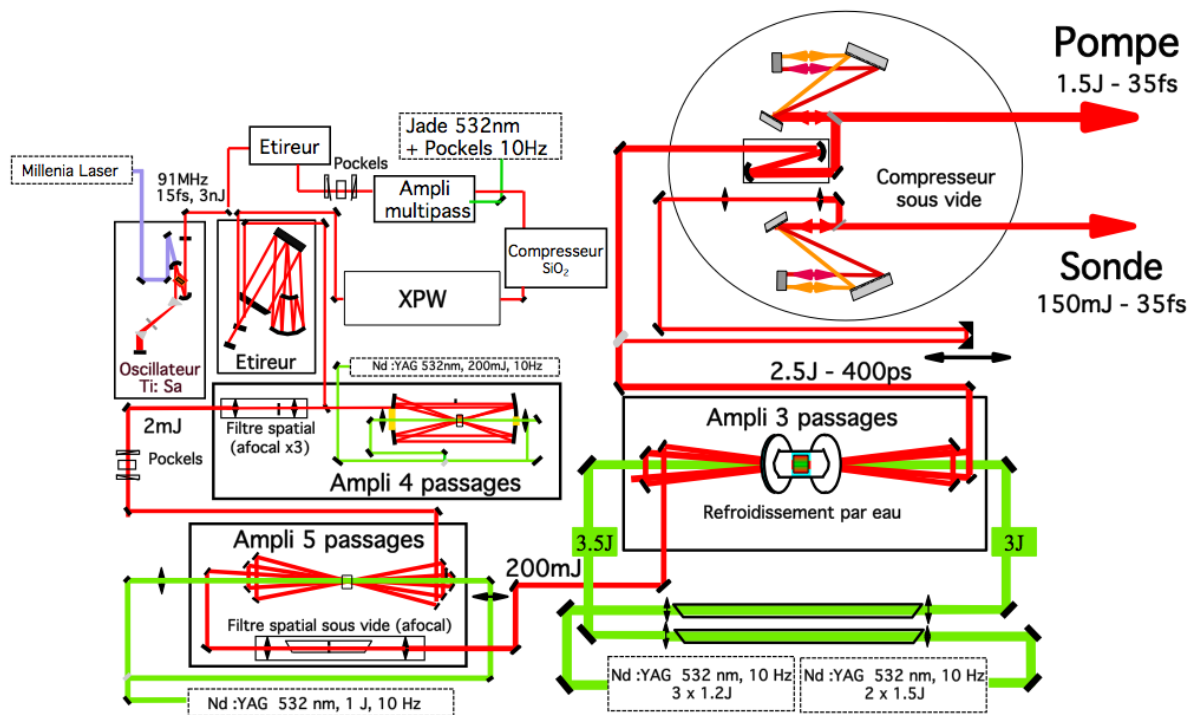 Pompe
1.5J - 35fs
Jade 532nm
+ Pockels 10Hz
Etireur
Pockels
Millenia Laser
91MHz
15fs, 3nJ
Ampli
multipass
Compresseur
sous vide
Compresseur
SiO₂
XPW
Sonde
150mJ - 35fs
Oscillateur
Ti: Sa
Etireur
Nd :YAG 532nm, 200mJ, 10Hz
2.5J - 400ps
2mJ
Filtre spatial
(afocal x3)
Pockels
Ampli 4 passages
Ampli 3 passages
Refroidissement par eau
3.5J
3J
Ampli 5 passages
200mJ
Filtre spatial sous vide (afocal)
Nd :YAG 532 nm, 10 Hz
3 x 1.2J
Nd :YAG 532 nm, 10 Hz
2 x 1.5J
Nd :YAG 532 nm, 1 J, 10 Hz